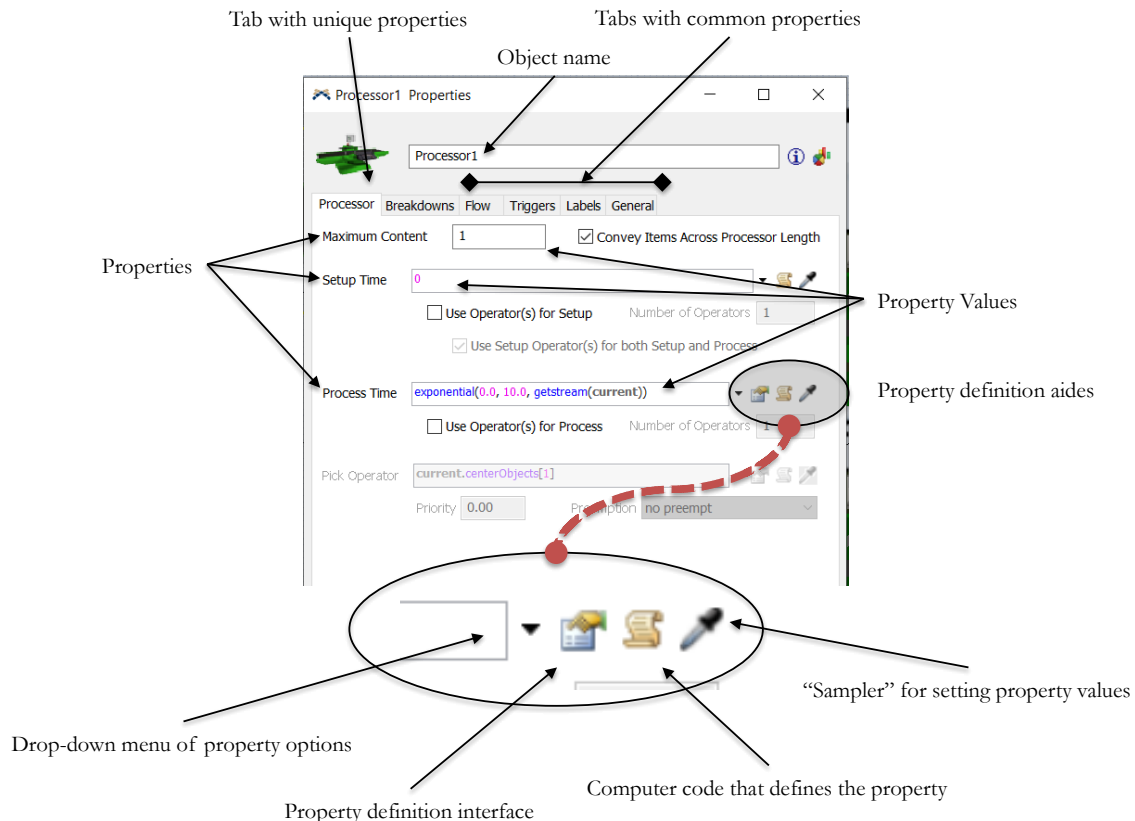 Tab with unique properties
Tabs with common properties
Object name
Processor1 Properties
Processor1
Processor Breakdowns Flow Triggers Labels General
Maximum Content 1 Convey Items Across Processor Length
Properties
Setup Time 0
Property Values
Use Operator(s) for Setup Number of Operators 1
Use Setup Operator(s) for both Setup and Process
Process Time exponential(0.0, 10.0, getstream(current))
Property definition aides
Use Operator(s) for Process Number of Operators 1
Pick Operator current.centerObjects[1]
Priority 0.00 no preempt
“Sampler” for setting property values
Drop-down menu of property options
Computer code that defines the property
Property definition interface